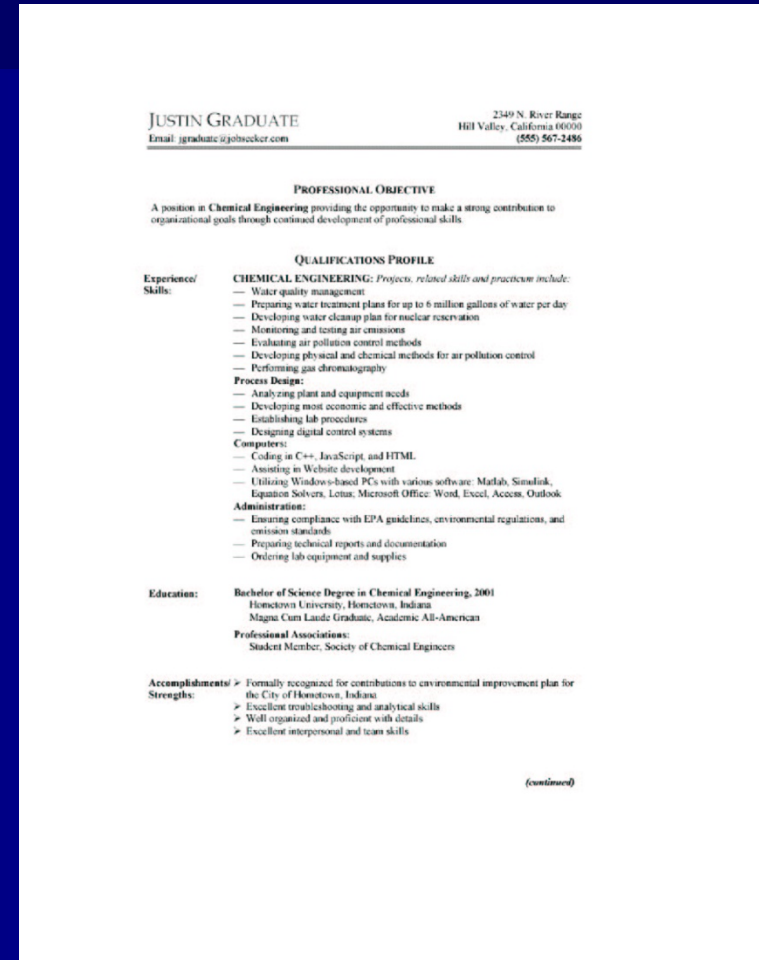 JUSTIN GRADUATE
Email: jgraduate@jobseeker.com
2349 N. River Range
Hill Valley, California 00000
(555) 567-2486
PROFESSIONAL OBJECTIVE
A position in Chemical Engineering providing the opportunity to make a strong contribution to
organizational goals through continued development of professional skills.
QUALIFICATIONS PROFILE
Experience/
Skills:
CHEMICAL ENGINEERING: Projects, related skills and practicum include:
— Water quality management
— Preparing water treatment plans for up to 6 million gallons of water per day
— Developing water cleanup plan for nuclear reservation
— Monitoring and testing air emissions
— Evaluating air pollution control methods
— Developing physical and chemical methods for air pollution control
— Performing gas chromatography
Process Design:
— Analyzing plant and equipment needs
— Developing most economic and effective methods
— Establishing lab procedures
— Designing digital control systems
Computers:
— Coding in C++, JavaScript, and HTML
— Assisting in Website development
— Utilizing Windows-based PCs with various software: Matlab, Simulink,
Equation Solvers, Lotus; Microsoft Office: Word, Excel, Access, Outlook
Administration:
— Ensuring compliance with EPA guidelines, environmental regulations, and
emission standards
— Preparing technical reports and documentation
— Ordering lab equipment and supplies
Education:
Bachelor of Science Degree in Chemical Engineering, 2001
Hometown University, Hometown, Indiana
Magna Cum Laude Graduate, Academic All-American
Professional Associations:
Student Member, Society of Chemical Engineers
Accomplishments/
Strengths:
➢ Formally recognized for contributions to environmental improvement plan for
the City of Hometown, Indiana
➢ Excellent troubleshooting and analytical skills
➢ Well organized and proficient with details
➢ Excellent interpersonal and team skills
(continued)